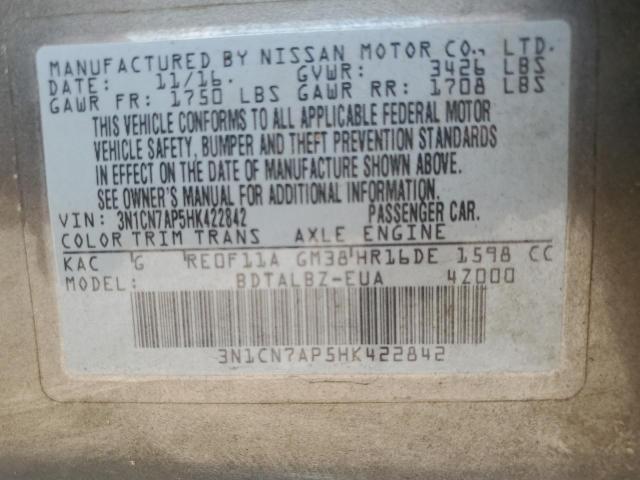 MANUFACTURED BY NISSAN MOTOR CO., LTD.
DATE: 11/16. GVWR: 3426 LBS
GAWR FR: 1750 LBS GAWR RR: 1708 LBS
THIS VEHICLE CONFORMS TO ALL APPLICABLE FEDERAL MOTOR
VEHICLE SAFETY, BUMPER AND THEFT PREVENTION STANDARDS
IN EFFECT ON THE DATE OF MANUFACTURE SHOWN ABOVE.
SEE OWNER'S MANUAL FOR ADDITIONAL INFORMATION.
VIN: 3N1CN7AP5HK422842 PASSENGER CAR.
COLOR TRIM TRANS AXLE ENGINE
KAC G RE0F11A GM38 HR16DE 1598 CC
MODEL: BDTALBZ-EUA 4Z000
3N1CN7AP5HK422842